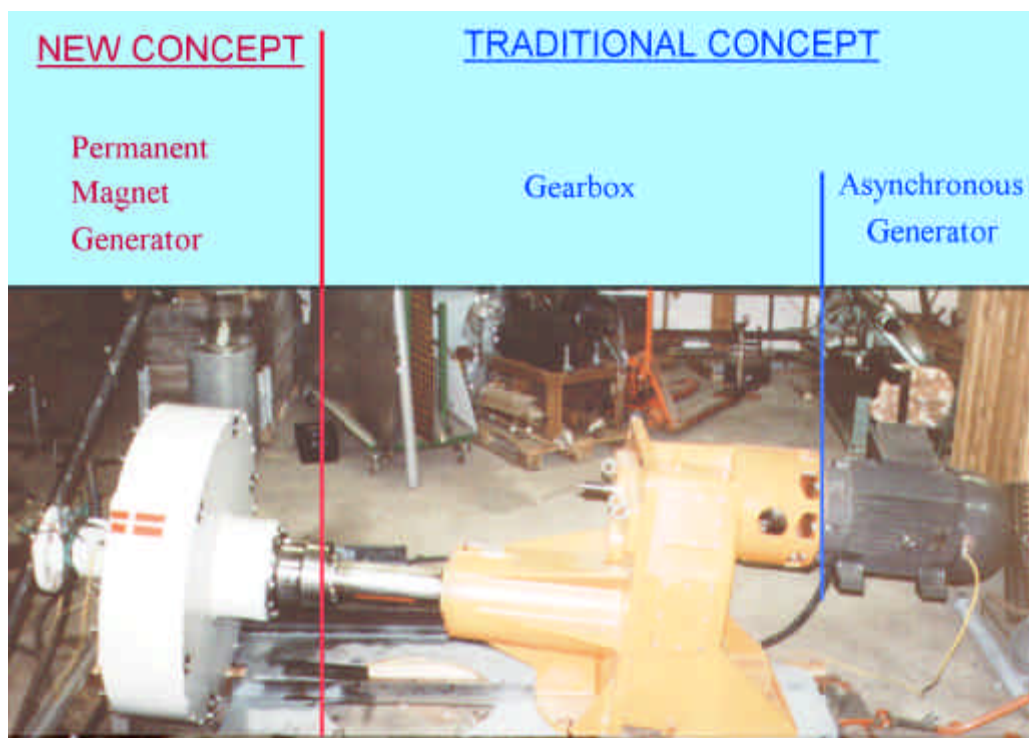 NEW CONCEPT
TRADITIONAL CONCEPT
Permanent
Magnet
Generator
Gearbox
Asynchronous
Generator